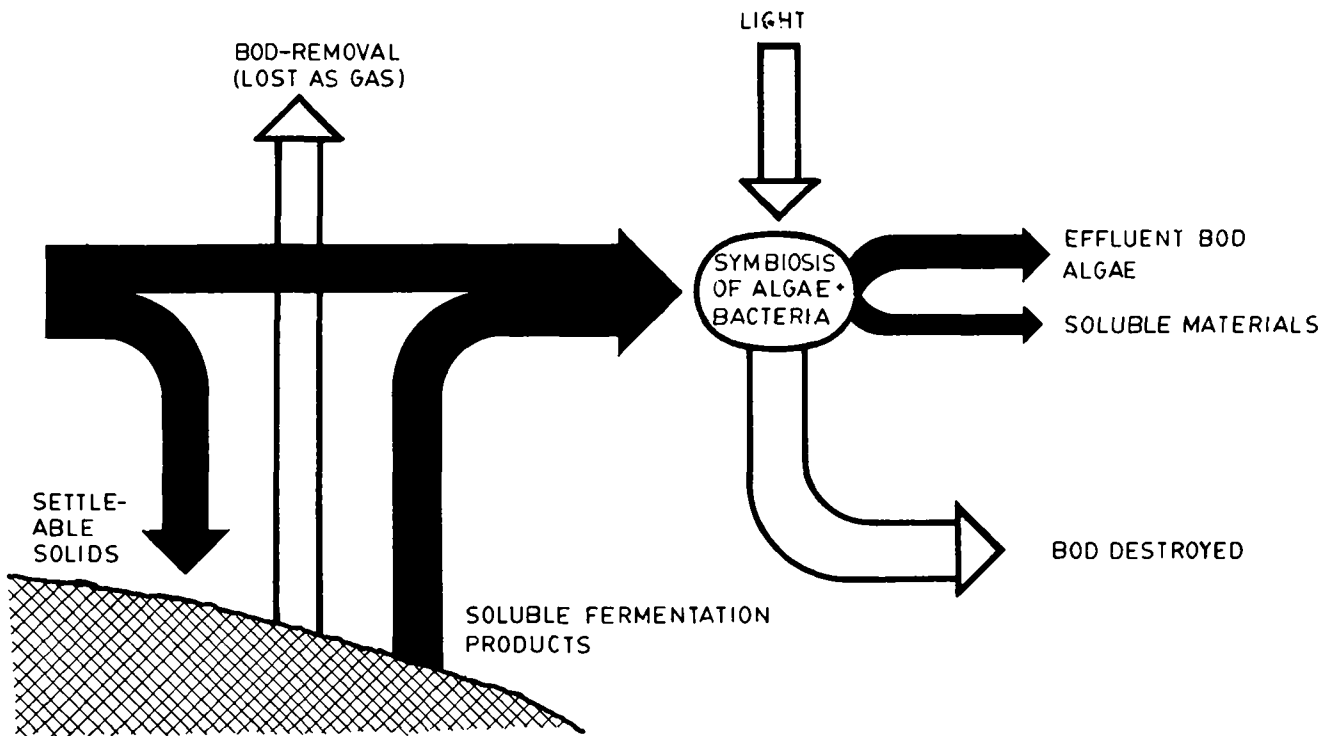 BOD-REMOVAL
(LOST AS GAS)
LIGHT
SYMBIOSIS
OF ALGAE+
BACTERIA
EFFLUENT BOD
ALGAE
SOLUBLE MATERIALS
SETTLE-
ABLE
SOLIDS
SOLUBLE FERMENTATION
PRODUCTS
BOD DESTROYED